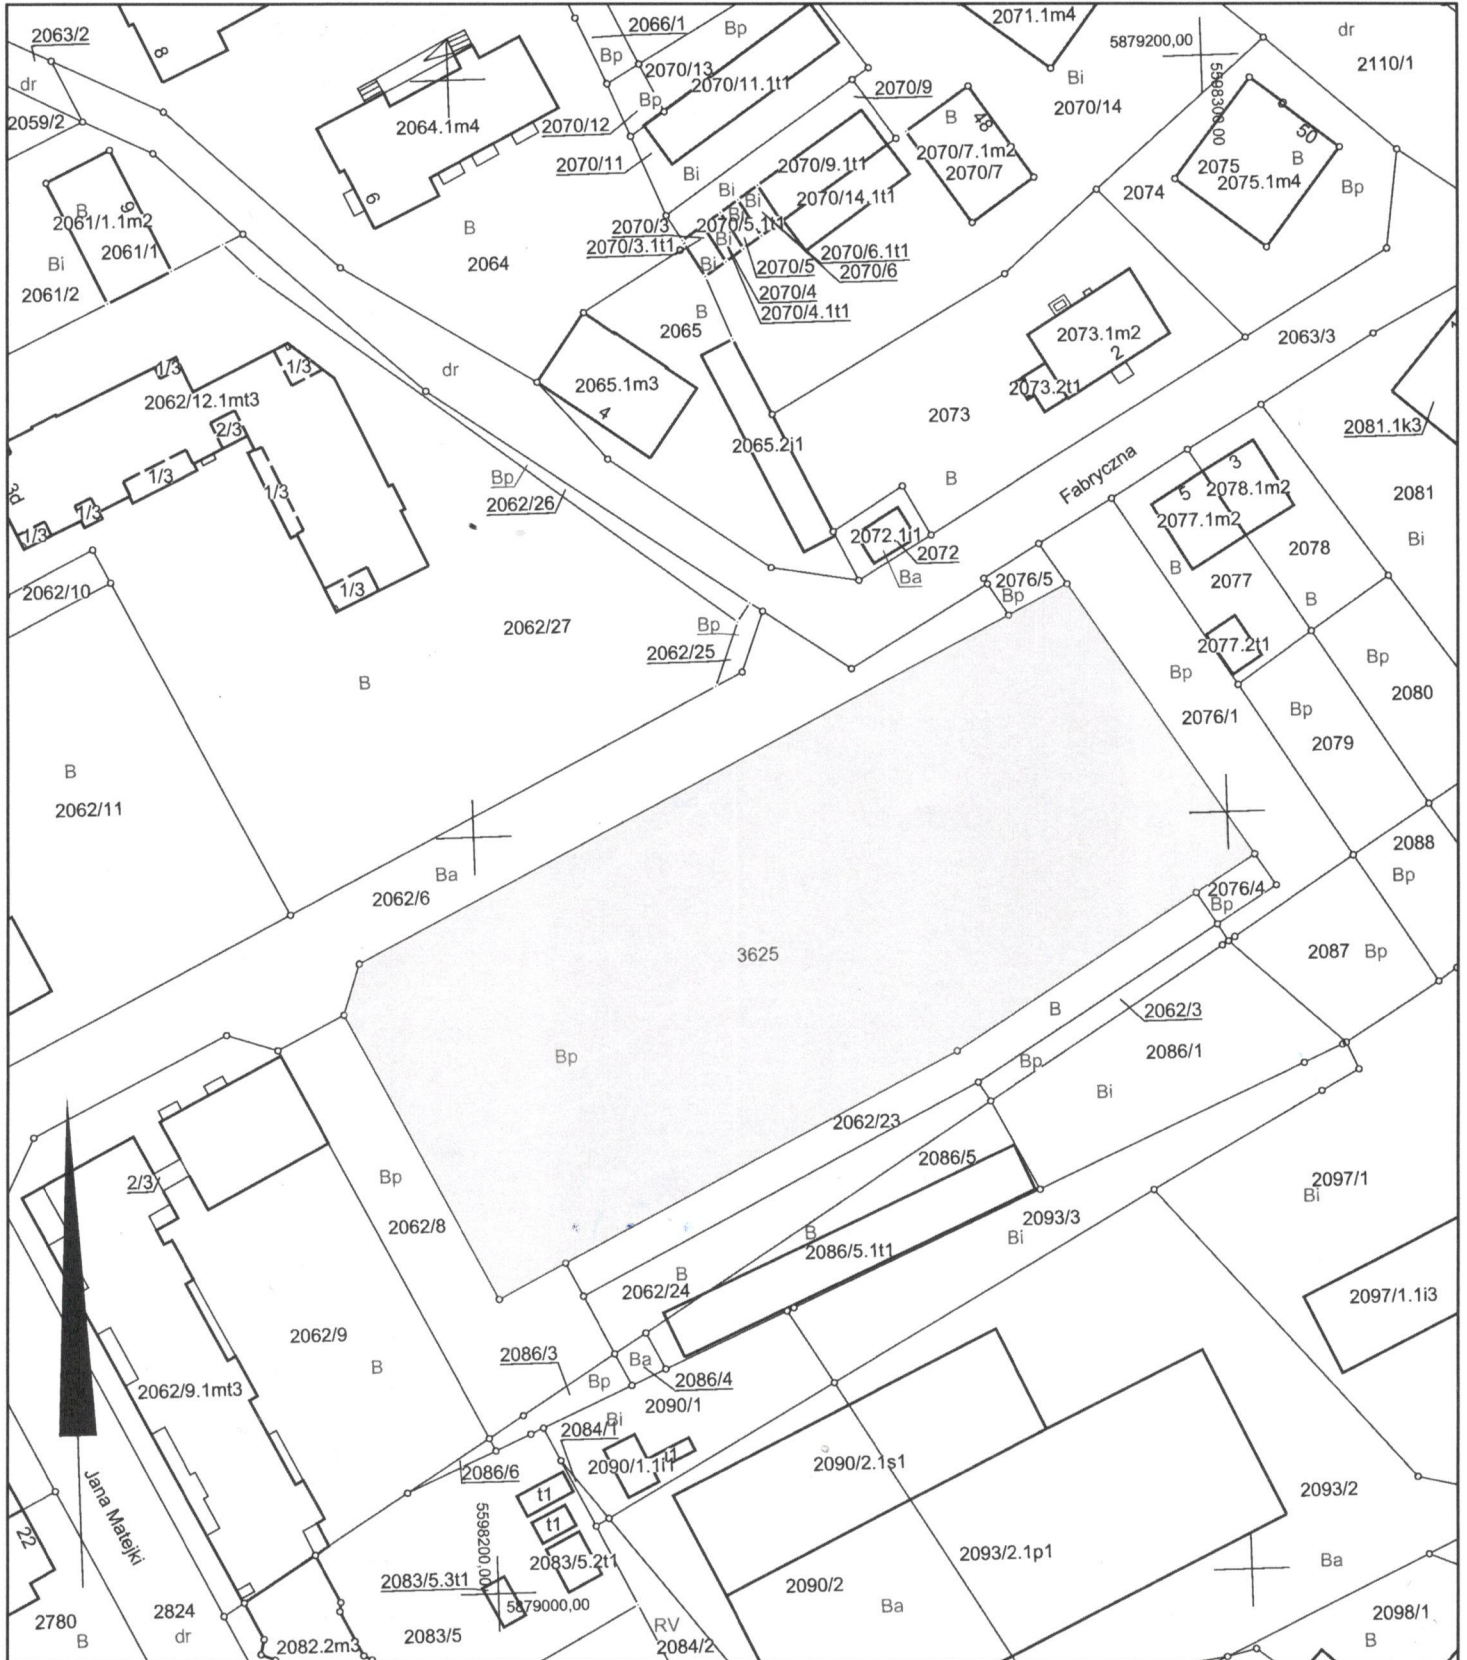 2063/2
8
2066/1
Bp
2071.1m4
5879200,00
dr
2110/1
Bp
2070/13
2070/11.1t1
Bi
dr
5598300,00
2070/9
2070/14
2059/2
2064.1m4
2070/12
Bp
B
48
50
2070/11
2070/7.1m2
2075
B
2070/9.1t1
2070/7
2075.1m4
Bp
Bi
2074
6
Bi
Bi
2070/14.1t1
9
B
2061/1.1m2
B
2070/3
Bi
2070/5.1t1
2061/1
2070/3.1t1
Bi
2070/6.1t1
Bi
2064
Bi
2070/5
2070/6
2061/2
2070/4
B
2070/4.1t1
2065
2073.1m2
2063/3
1/3
1/3
dr
2
2065.1m3
2073.2t1
2062/12.1mt3
4
2073
2/3
2065.2j1
2081.1k3
Fabryczna
1/3
Bp
B
3
3d
1/3
2062/26
5
2078.1m2
2081
1/3
2077.1m2
1/3
2072.1i1
2072
Bi
2078
1/3
Ba
2076/5
B
2077
2062/10
Bp
B
2062/27
Bp
2077.2t1
2062/25
Bp
Bp
B
2080
2076/1
Bp
2079
B
2062/11
2088
Ba
Bp
2062/6
2076/4
Bp
3625
2087
Bp
B
2062/3
Bp
Bp
2086/1
Bi
2062/23
2086/5
Bp
2/3
2097/1
Bi
2062/8
2093/3
B
Bi
2086/5.1t1
B
2062/24
2097/1.1i3
2062/9
2086/3
Ba
B
Bp
2086/4
2062/9.1mt3
2090/1
Bi
2084/1
t1
2090/1.1i1
2090/2.1s1
2086/6
t1
2093/2
Jana Matejki
5598200,00
t1
22
2083/5.2t1
2093/2.1p1
Ba
2083/5.3t1
2090/2
5879000,00
2780
2824
Ba
2098/1
B
dr
2082.2m3
2083/5
RV
2084/2
B